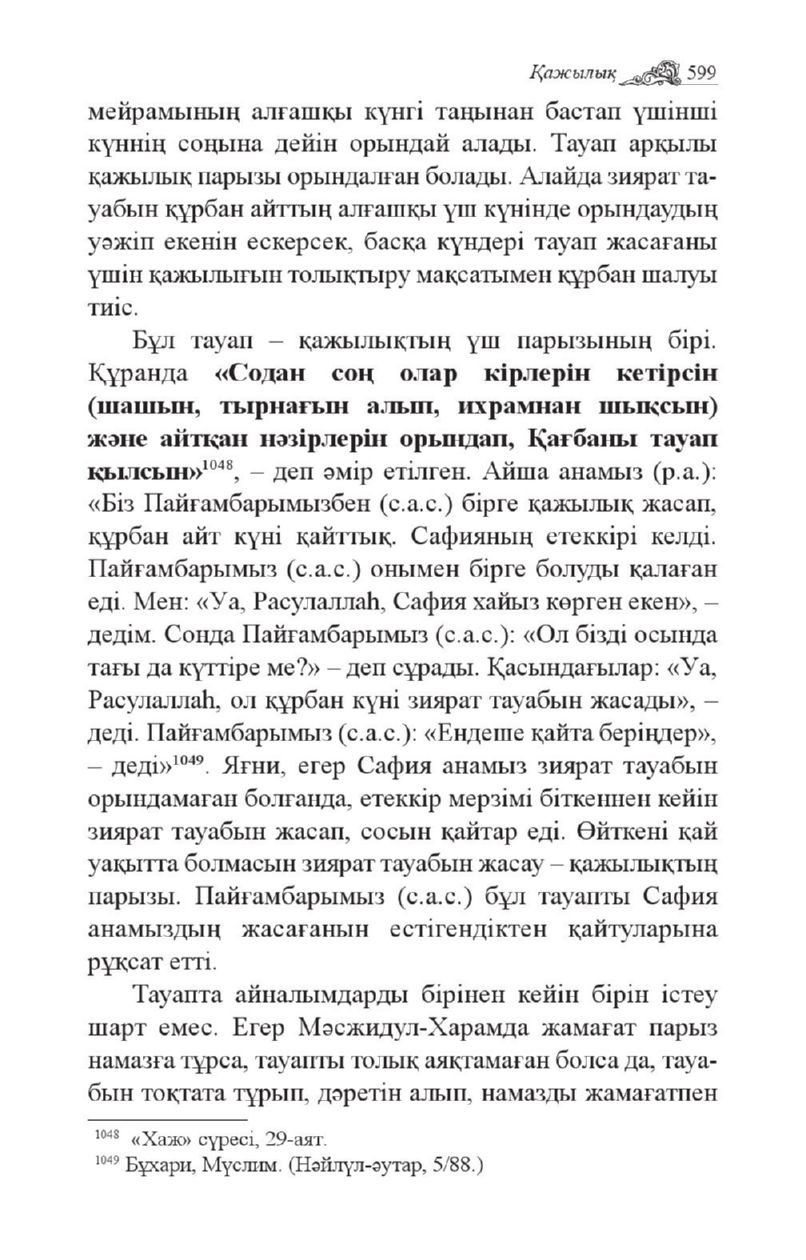 Қажылық 599
мейрамының алғашқы күнгі таңынан бастап үшінші
күннің соңына дейін орындай алады. Тауап арқылы
қажылық парызы орындалған болады. Алайда зиярат та-
уабын құрбан айттың алғашқы үш күнінде орындаудың
уәжіп екенін ескерсек, басқа күндері тауап жасағаны
үшін қажылығын толықтыру мақсатымен құрбан шалуы
тиіс.
Бұл тауап – қажылықтың үш парызының бірі.
Құранда «Содан соң олар кірлерін кетірсін
(шашын, тырнағын алып, ихрамнан шықсын)
және айтқан нәзірлерін орындап, Қағбаны тауап
қылсын»1048, – деп әмір етілген. Айша анамыз (р.а.):
«Біз Пайғамбарымызбен (с.а.с.) бірге қажылық жасап,
құрбан айт күні қайттық. Сафияның етеккірі келді.
Пайғамбарымыз (с.а.с.) онымен бірге болуды қалаған
еді. Мен: «Уа, Расулаллаһ, Сафия хайыз көрген екен», –
дедім. Сонда Пайғамбарымыз (с.а.с.): «Ол бізді осында
тағы да күттіре ме?» – деп сұрады. Қасындағылар: «Уа,
Расулаллаһ, ол құрбан күні зиярат тауабын жасады», –
деді. Пайғамбарымыз (с.а.с.): «Ендеше қайта беріңдер»,
– деді»1049. Яғни, егер Сафия анамыз зиярат тауабын
орындамаған болғанда, етеккір мерзімі біткеннен кейін
зиярат тауабын жасап, сосын қайтар еді. Өйткені қай
уақытта болмасын зиярат тауабын жасау – қажылықтың
парызы. Пайғамбарымыз (с.а.с.) бұл тауапты Сафия
анамыздың жасағанын естігендіктен қайтуларына
рұқсат етті.
Тауапта айналымдарды бірінен кейін бірін істеу
шарт емес. Егер Мәсжидул-Харамда жамағат парыз
намазға тұрса, тауапты толық аяқтамаған болса да, тауа-
бын тоқтата тұрып, дәретін алып, намазды жамағатпен
1048 «Хаж» сүресі, 29-аят.
1049 Бұхари, Мүслим. (Нәйлүл-әутар, 5/88.)